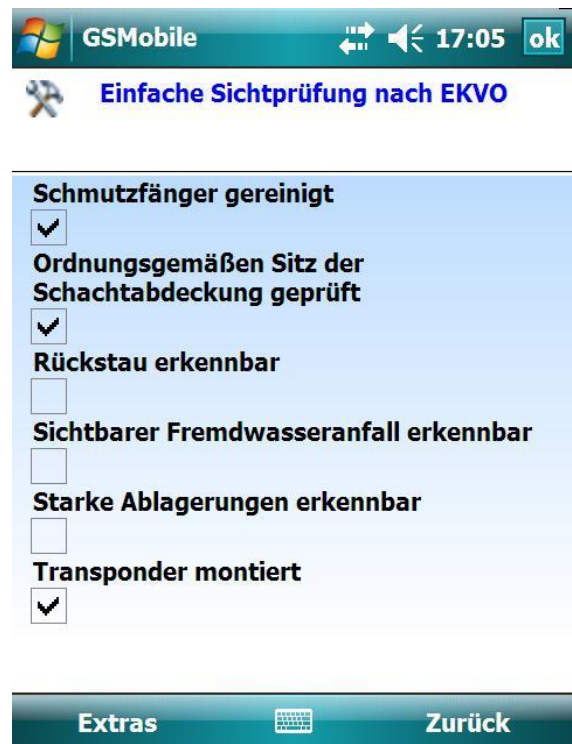 GSMobile 17:05 ok
Einfache Sichtprüfung nach EKVO
Schmutzfänger gereinigt
Ordnungsgemäßen Sitz der
Schachtabdeckung geprüft
Rückstau erkennbar
Sichtbarer Fremdwasseranfall erkennbar
Starke Ablagerungen erkennbar
Transponder montiert
Extras Zurück